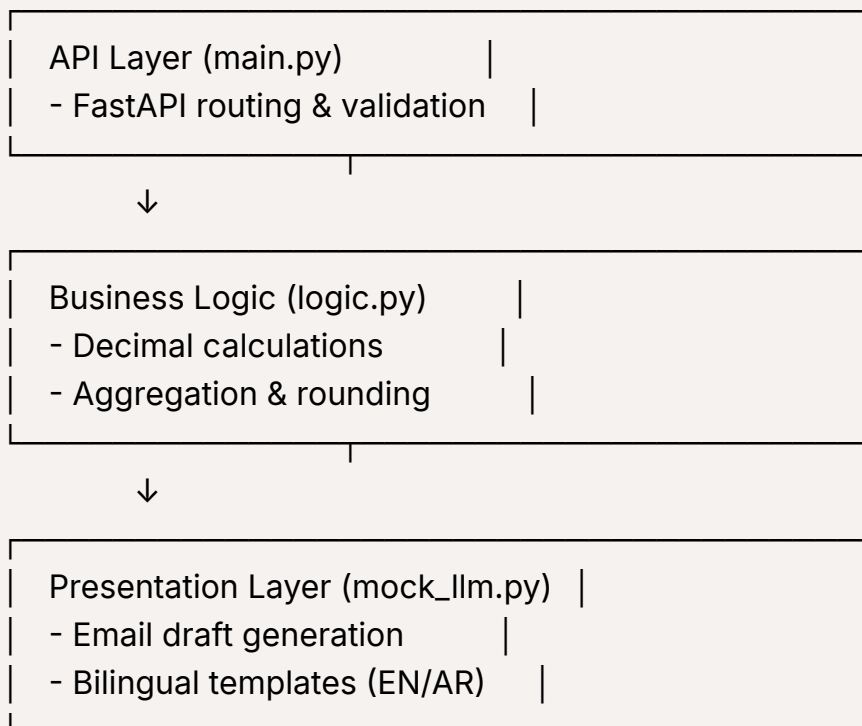 API Layer (main.py)
- FastAPI routing & validation
↓
Business Logic (logic.py)
- Decimal calculations
- Aggregation & rounding
↓
Presentation Layer (mock_llm.py)
- Email draft generation
- Bilingual templates (EN/AR)